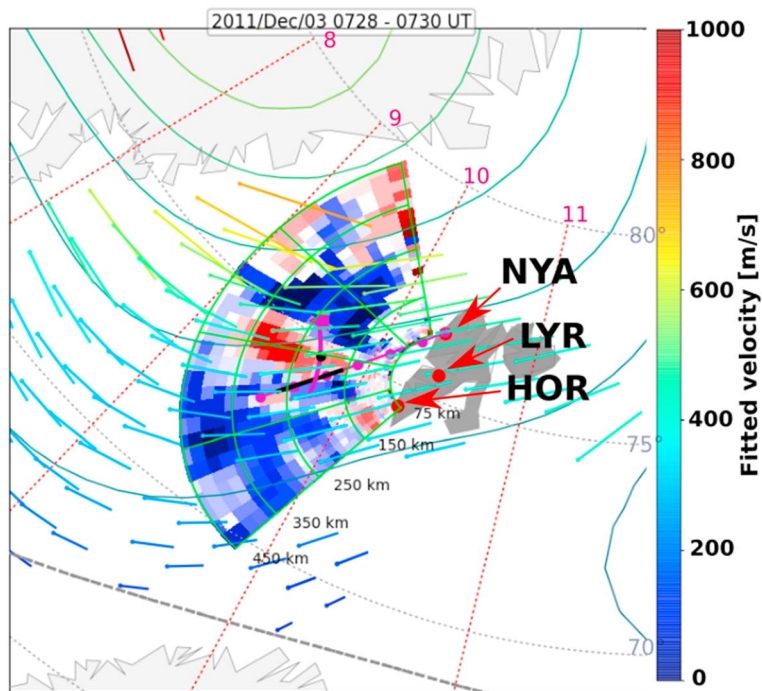 2011/Dec/03 0728 - 0730 UT
8
9
10
11
80°
NYA
LYR
HOR
75 km
150 km
75°
250 km
350 km
450 km
70°
1000
800
600
400
200
0
Fitted velocity [m/s]